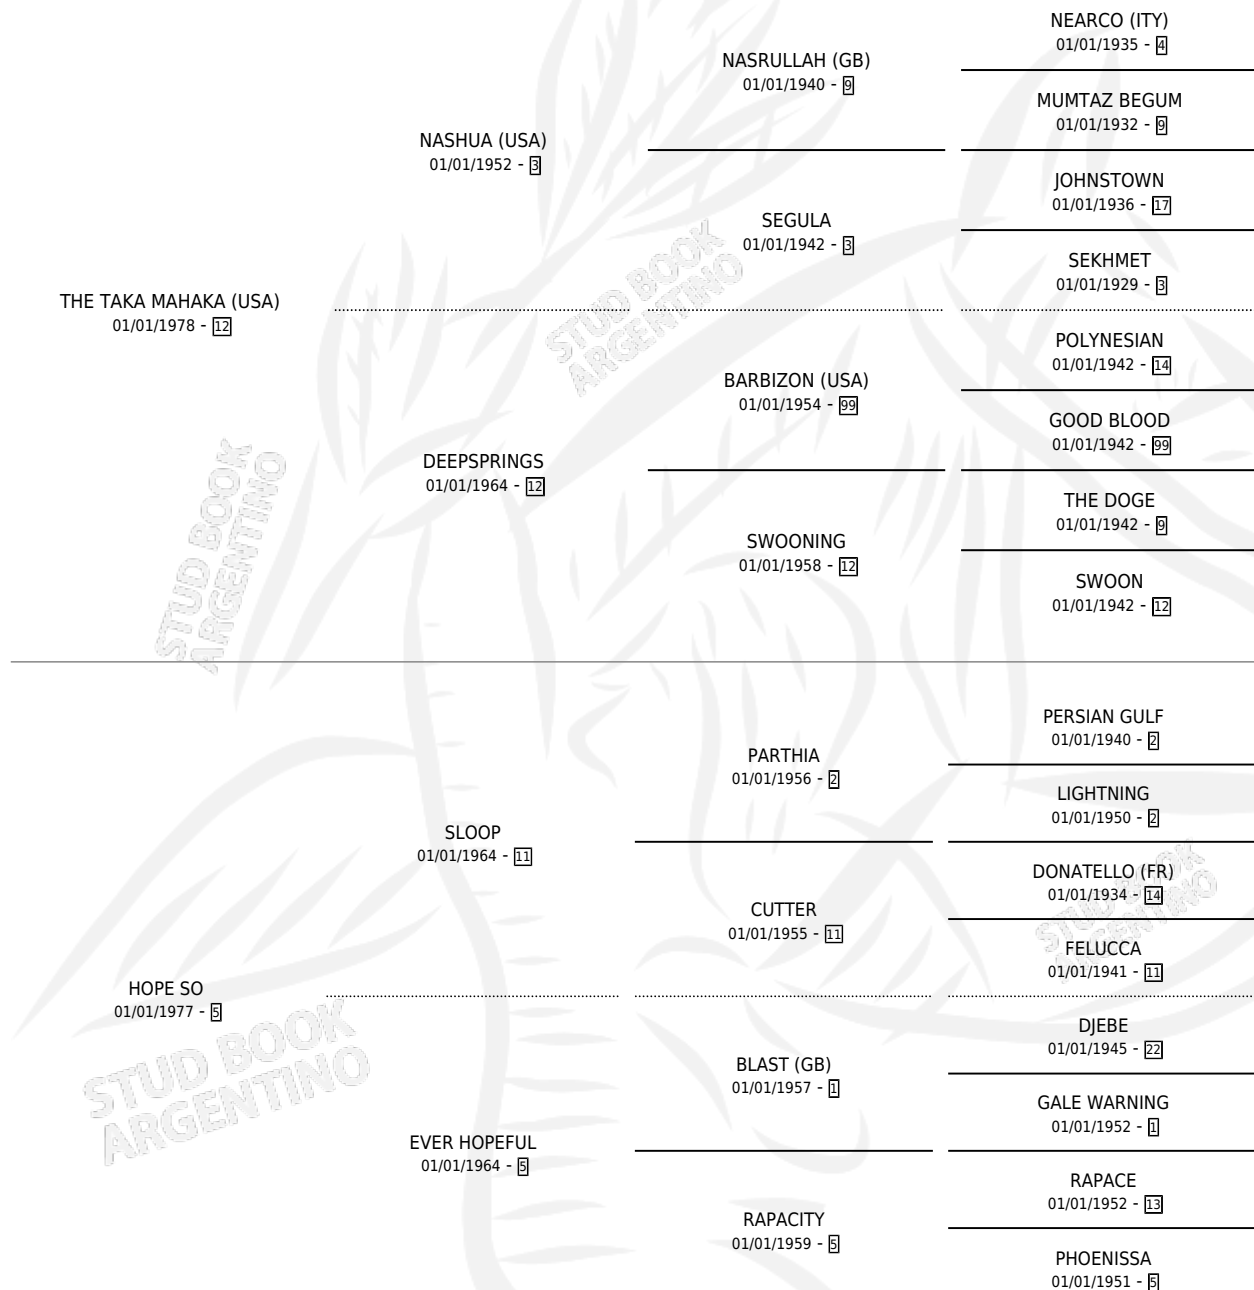 NEARCO (ITY)
01/01/1935 - 4
NASRULLAH (GB)
01/01/1940 - 9
MUMTAZ BEGUM
01/01/1932 - 9
NASHUA (USA)
01/01/1952 - 3
JOHNSTOWN
01/01/1936 - 17
SEGULA
01/01/1942 - 3
SEKHMET
01/01/1929 - 3
THE TAKA MAHAKA (USA)
01/01/1978 - 12
STUD BOOK
ARGENTINO
POLYNESIAN
01/01/1942 - 14
BARBIZON (USA)
01/01/1954 - 99
GOOD BLOOD
01/01/1942 - 99
DEEPSPRINGS
01/01/1964 - 12
THE DOGE
01/01/1942 - 9
SWOONING
01/01/1958 - 12
SWOON
01/01/1942 - 12
STUD BOOK
ARGENTINO
PERSIAN GULF
01/01/1940 - 2
PARTHIA
01/01/1956 - 2
LIGHTNING
01/01/1950 - 2
SLOOP
01/01/1964 - 11
DONATELLO (FR)
01/01/1934 - 14
CUTTER
01/01/1955 - 11
STUD BOOK
ARGENTINO
FELUCCA
01/01/1941 - 11
HOPE SO
01/01/1977 - 5
STUD BOOK
ARGENTINO
DJEBE
01/01/1945 - 22
BLAST (GB)
01/01/1957 - 1
GALE WARNING
01/01/1952 - 1
EVER HOPEFUL
01/01/1964 - 5
RAPACE
01/01/1952 - 13
RAPACITY
01/01/1959 - 5
PHOENISSA
01/01/1951 - 5